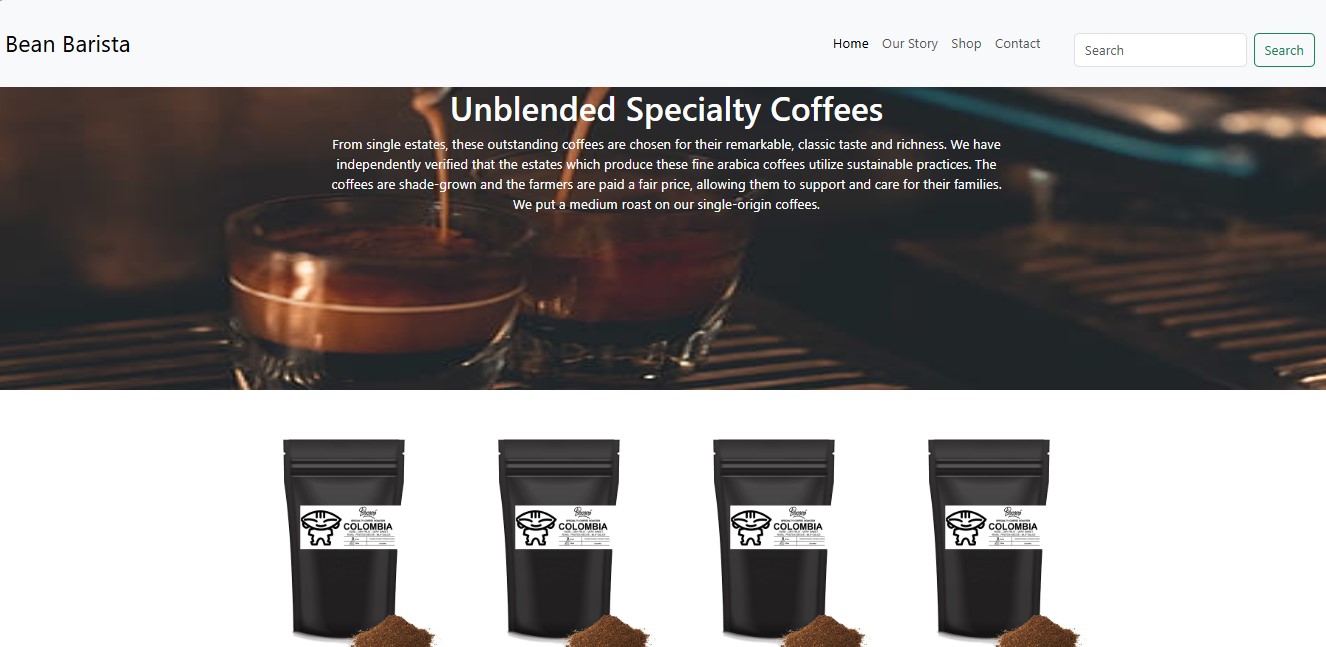 Bean Barista
Home Our Story Shop Contact Search Search
Unblended Specialty Coffees
From single estates, these outstanding coffees are chosen for their remarkable, classic taste and richness. We have
independently verified that the estates which produce these fine arabica coffees utilize sustainable practices. The
coffees are shade-grown and the farmers are paid a fair price, allowing them to support and care for their families.
We put a medium roast on our single-origin coffees.
COLOMBIA
COLOMBIA
COLOMBIA
COLOMBIA